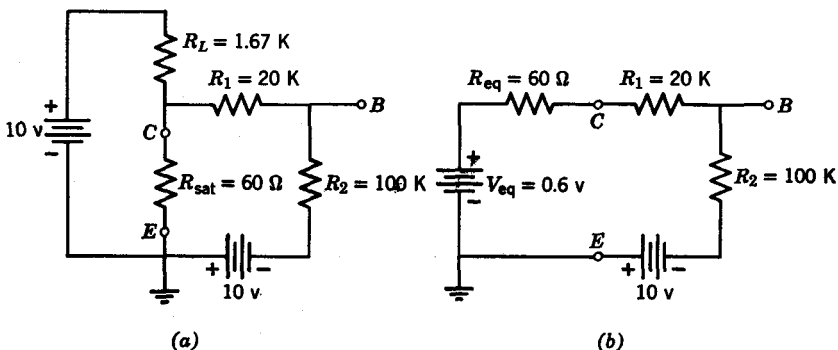 R_L = 1.67 K
R_1 = 20 K
B
+
10 v
-
C
R_sat = 60 Ω
R_2 = 100 K
E
+
-
10 v
(a)
R_eq = 60 Ω
R_1 = 20 K
C
B
+
V_eq = 0.6 v
-
R_2 = 100 K
E
+
-
10 v
(b)